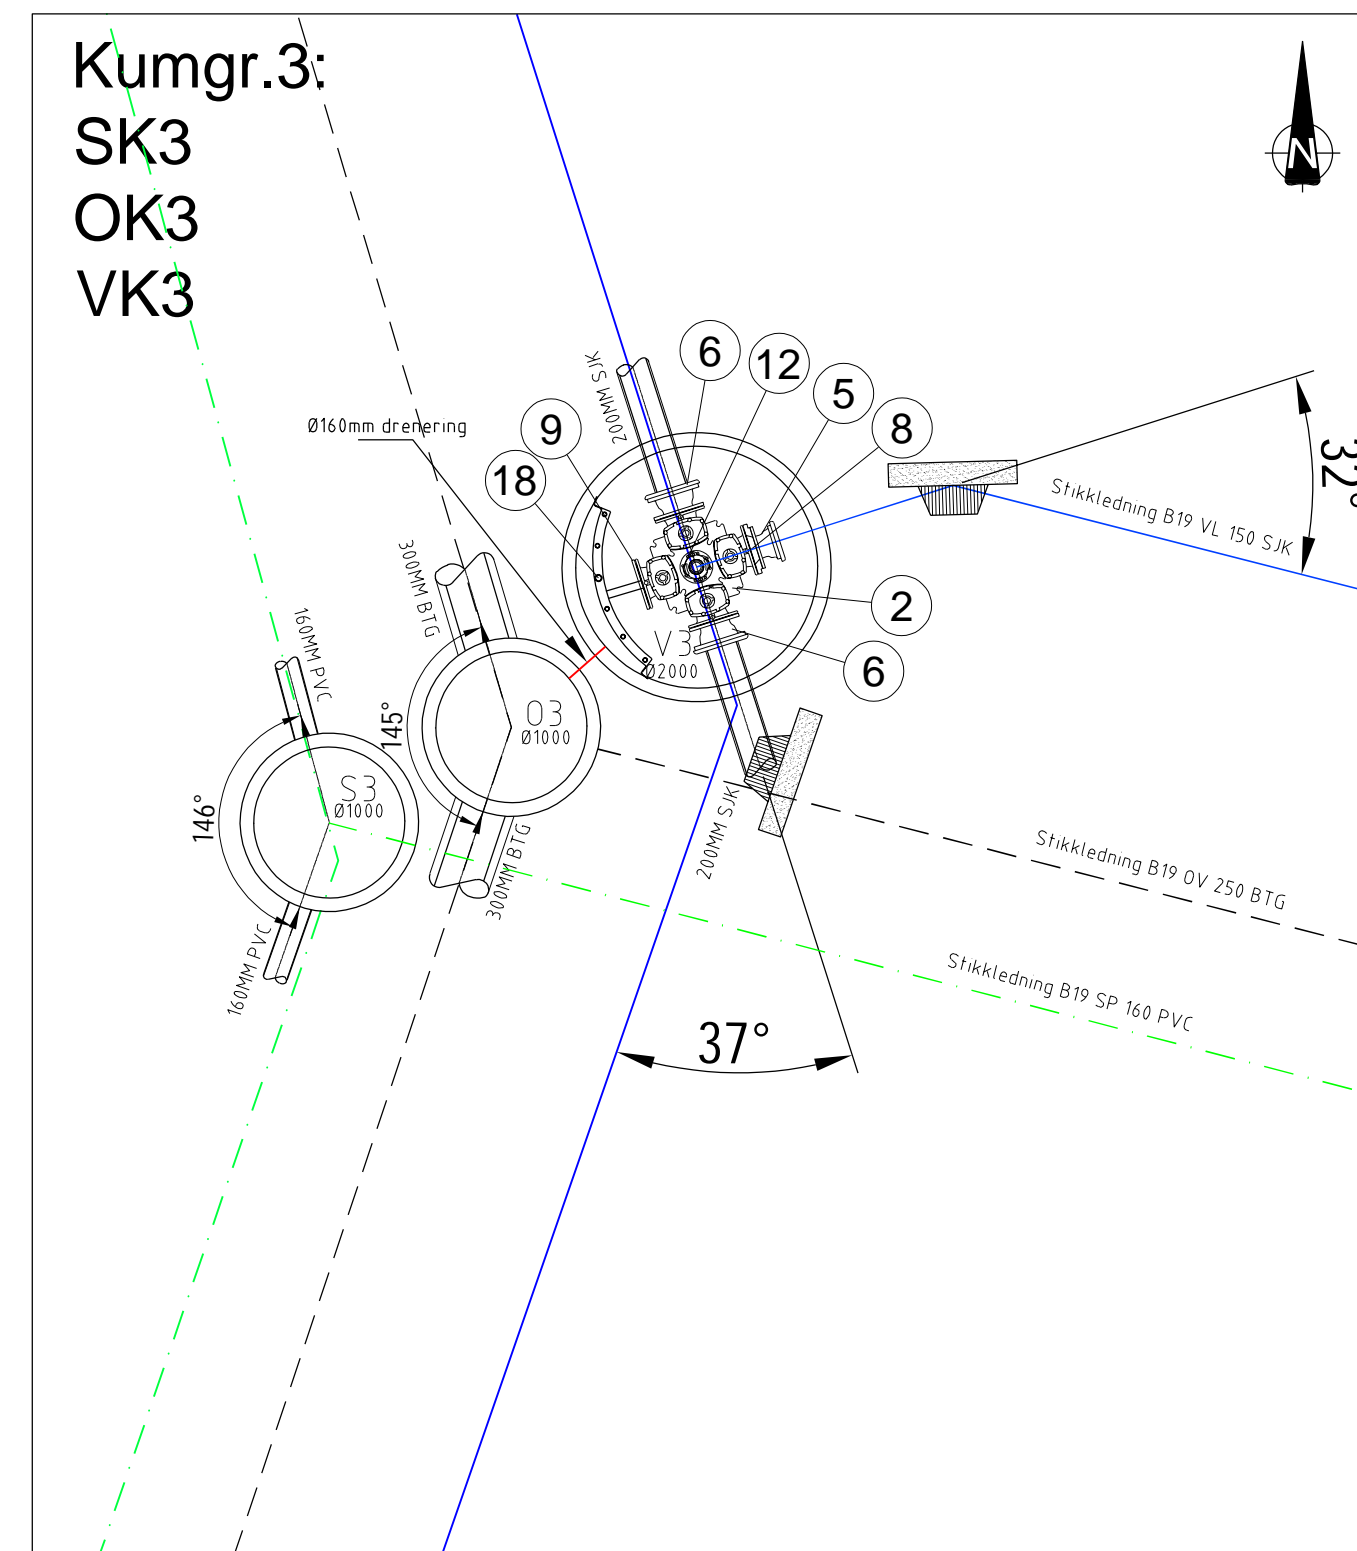 Kumgr.3:
SK3
OK3
VK3
N
6
12
5
8
9
18
2
6
200MM SJK
Ø160mm drenering
32°
Stikkledning B19 VL 150 SJK
300MM BTG
160MM PVC
V3
Ø2000
145°
O3
Ø1000
S3
Ø1000
146°
200MM SJK
300MM BTG
160MM PVC
Stikkledning B19 OV 250 BTG
Stikkledning B19 SP 160 PVC
37°